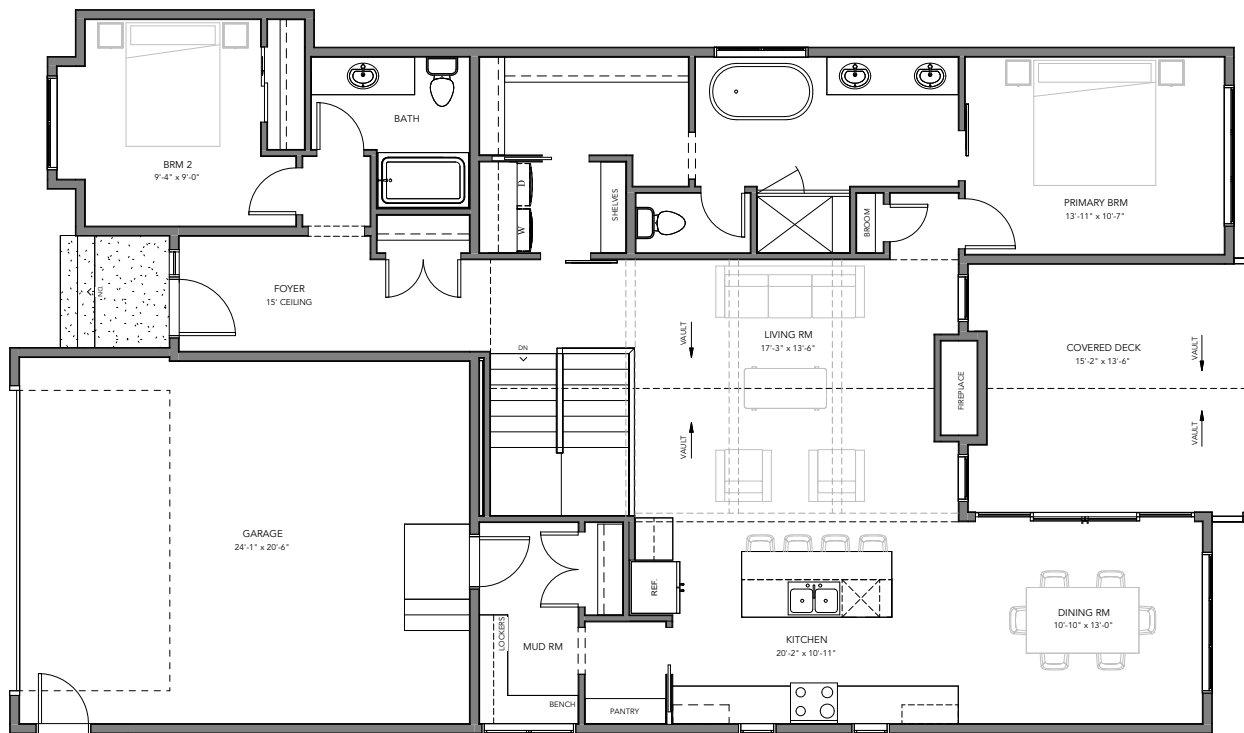 BATH
BRM 2
9'-4" x 9'-0"
D
W
SHELVES
BROOM
PRIMARY BRM
13'-11" x 10'-7"
DN
FOYER
15' CEILING
DN
VAULT
LIVING RM
17'-3" x 13'-6"
VAULT
FIREPLACE
COVERED DECK
15'-2" x 13'-6"
VAULT
VAULT
GARAGE
24'-1" x 20'-6"
REF.
LOCKERS
MUD RM
BENCH
PANTRY
KITCHEN
20'-2" x 10'-11"
DINING RM
10'-10" x 13'-0"